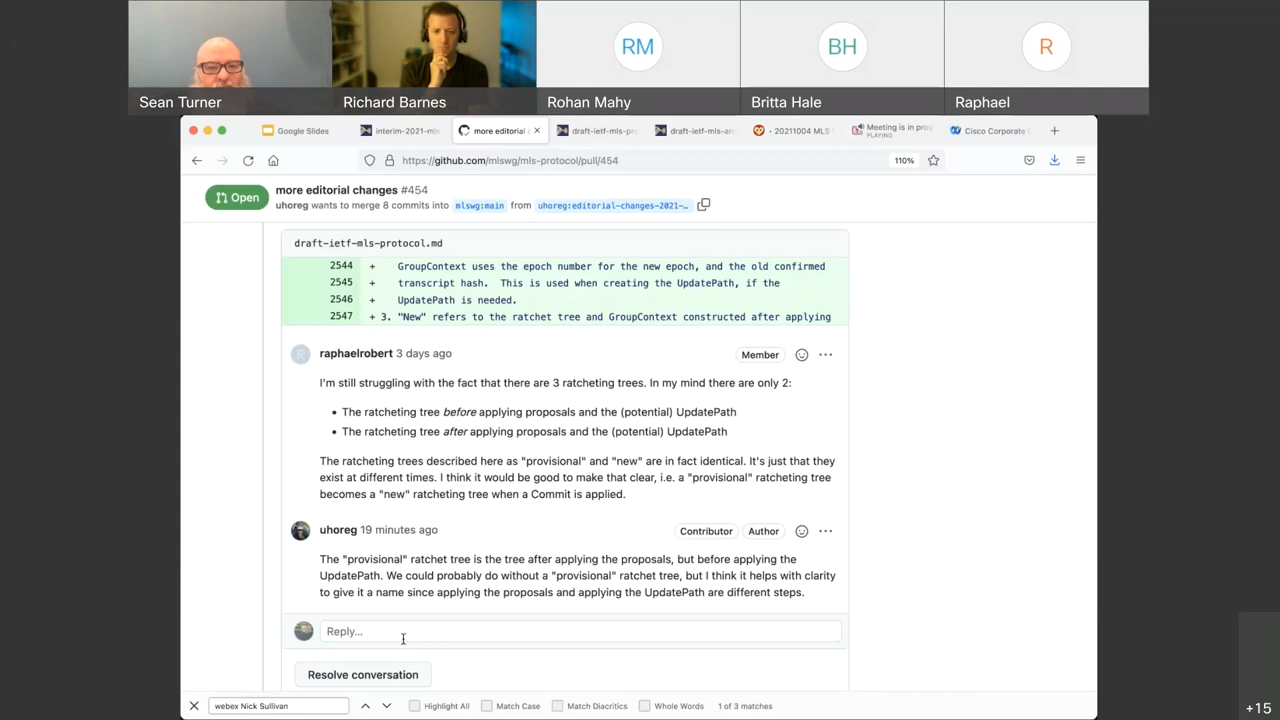 RM
BH
R
Sean Turner
Richard Barnes
Rohan Mahy
Britta Hale
Raphael
Google Slides
interim-2021-mls
more editorial
draft-ietf-mls-pro
draft-ietf-mls-arc
• 20211004 MLS
Meeting is in prog
PLAYING
Cisco Corporate
https://github.com/mlswg/mls-protocol/pull/454
110%
Open
more editorial changes #454
uhoreg wants to merge 8 commits into mlswg:main from uhoreg:editorial-changes-2021-…
draft-ietf-mls-protocol.md
2544 + GroupContext uses the epoch number for the new epoch, and the old confirmed
2545 + transcript hash. This is used when creating the UpdatePath, if the
2546 + UpdatePath is needed.
2547 + 3. "New" refers to the ratchet tree and GroupContext constructed after applying
raphaelrobert 3 days ago
Member
I'm still struggling with the fact that there are 3 ratcheting trees. In my mind there are only 2:
• The ratcheting tree before applying proposals and the (potential) UpdatePath
• The ratcheting tree after applying proposals and the (potential) UpdatePath
The ratcheting trees described here as "provisional" and "new" are in fact identical. It's just that they
exist at different times. I think it would be good to make that clear, i.e. a "provisional" ratcheting tree
becomes a "new" ratcheting tree when a Commit is applied.
uhoreg 19 minutes ago
Contributor
Author
The "provisional" ratchet tree is the tree after applying the proposals, but before applying the
UpdatePath. We could probably do without a "provisional" ratchet tree, but I think it helps with clarity
to give it a name since applying the proposals and applying the UpdatePath are different steps.
Reply...
Resolve conversation
webex Nick Sullivan
Highlight All
Match Case
Match Diacritics
Whole Words
1 of 3 matches
+15